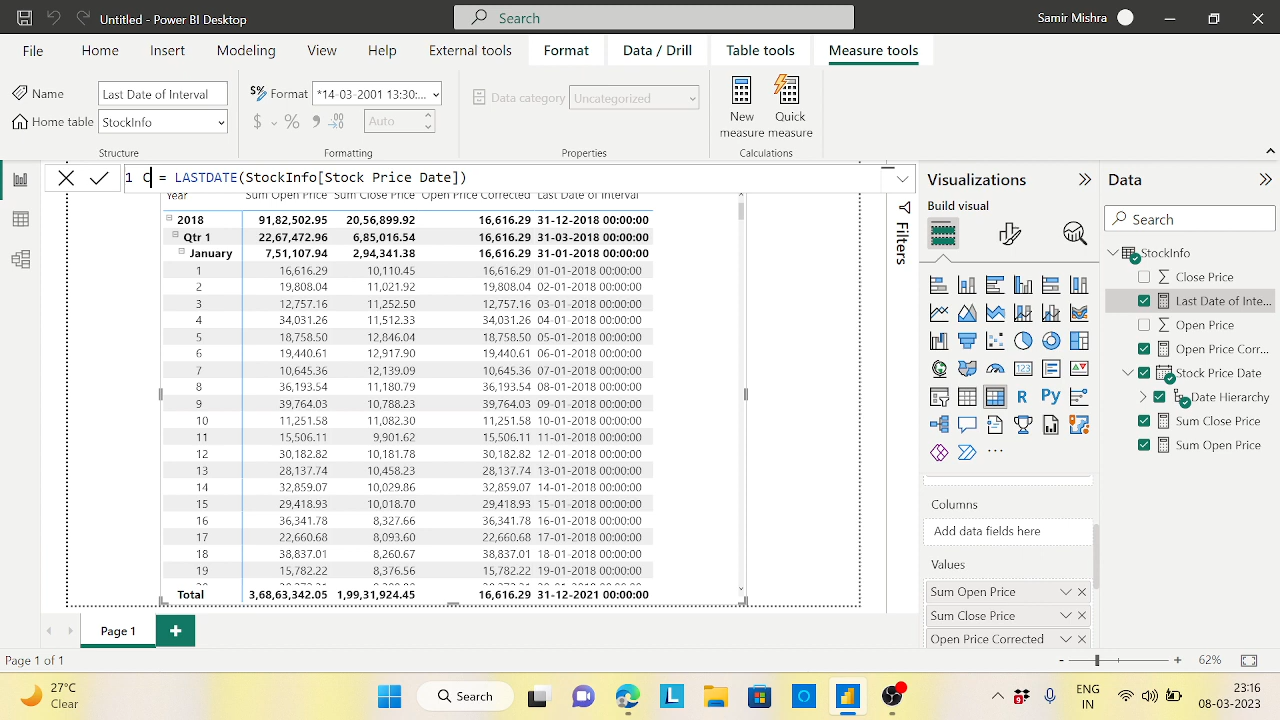 Untitled - Power BI Desktop
Search
Samir Mishra
File
Home
Insert
Modeling
View
Help
External tools
Format
Data / Drill
Table tools
Measure tools
Name
Last Date of Interval
Home table
StockInfo
Structure
Format
*14-03-2001 13:30:...
$
%
Auto
Formatting
Data category
Uncategorized
Properties
New
measure
Quick
measure
Calculations
1 C = LASTDATE(StockInfo[Stock Price Date])
Year Sum Open Price Sum Close Price Open Price Corrected Last Date of Interval
2018 91,82,502.95 20,56,899.92 16,616.29 31-12-2018 00:00:00
Qtr 1 22,67,472.96 6,85,016.54 16,616.29 31-03-2018 00:00:00
January 7,51,107.94 2,94,341.38 16,616.29 31-01-2018 00:00:00
1 16,616.29 10,110.45 16,616.29 01-01-2018 00:00:00
2 19,808.04 11,021.92 19,808.04 02-01-2018 00:00:00
3 12,757.16 11,252.50 12,757.16 03-01-2018 00:00:00
4 34,031.26 11,512.33 34,031.26 04-01-2018 00:00:00
5 18,758.50 12,846.04 18,758.50 05-01-2018 00:00:00
6 19,440.61 12,917.90 19,440.61 06-01-2018 00:00:00
7 10,645.36 12,139.09 10,645.36 07-01-2018 00:00:00
8 36,193.54 11,180.79 36,193.54 08-01-2018 00:00:00
9 39,764.03 10,788.23 39,764.03 09-01-2018 00:00:00
10 11,251.58 11,082.30 11,251.58 10-01-2018 00:00:00
11 15,506.11 9,901.62 15,506.11 11-01-2018 00:00:00
12 30,182.82 10,181.78 30,182.82 12-01-2018 00:00:00
13 28,137.74 10,458.23 28,137.74 13-01-2018 00:00:00
14 32,859.07 10,029.86 32,859.07 14-01-2018 00:00:00
15 29,418.93 10,018.70 29,418.93 15-01-2018 00:00:00
16 36,341.78 8,327.66 36,341.78 16-01-2018 00:00:00
17 22,660.68 8,093.60 22,660.68 17-01-2018 00:00:00
18 38,837.01 8,260.67 38,837.01 18-01-2018 00:00:00
19 15,782.22 8,376.56 15,782.22 19-01-2018 00:00:00
Total 3,68,63,342.05 1,99,31,924.45 16,616.29 31-12-2021 00:00:00
Filters
Visualizations
Build visual
123
R
Py
Columns
Add data fields here
Values
Sum Open Price
Sum Close Price
Open Price Corrected
Data
Search
StockInfo
Close Price
Last Date of Inte...
Open Price
Open Price Corr...
Stock Price Date
Date Hierarchy
Sum Close Price
Sum Open Price
Page 1
Page 1 of 1
- + 62%
27°C
Clear
Search
ENG
IN
23:16
08-03-2023